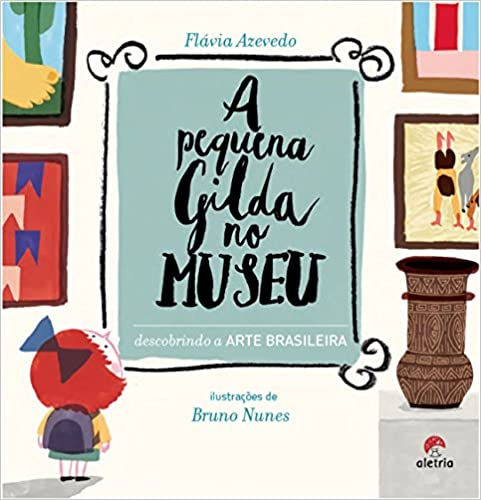 Flávia Azevedo
A
pequena
Gilda
no
MUSEU
descobrindo a ARTE BRASILEIRA
ilustrações de
Bruno Nunes
aletria